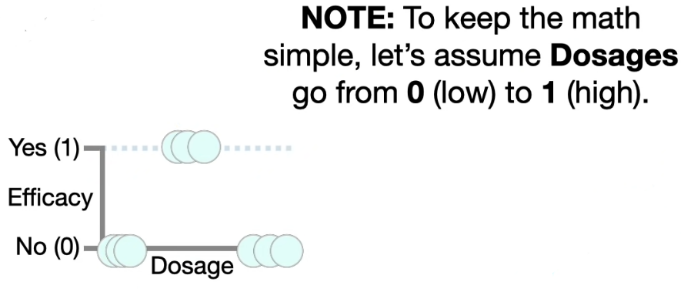 NOTE: To keep the math
simple, let's assume Dosages
go from 0 (low) to 1 (high).
Yes (1)
Efficacy
No (0)
Dosage